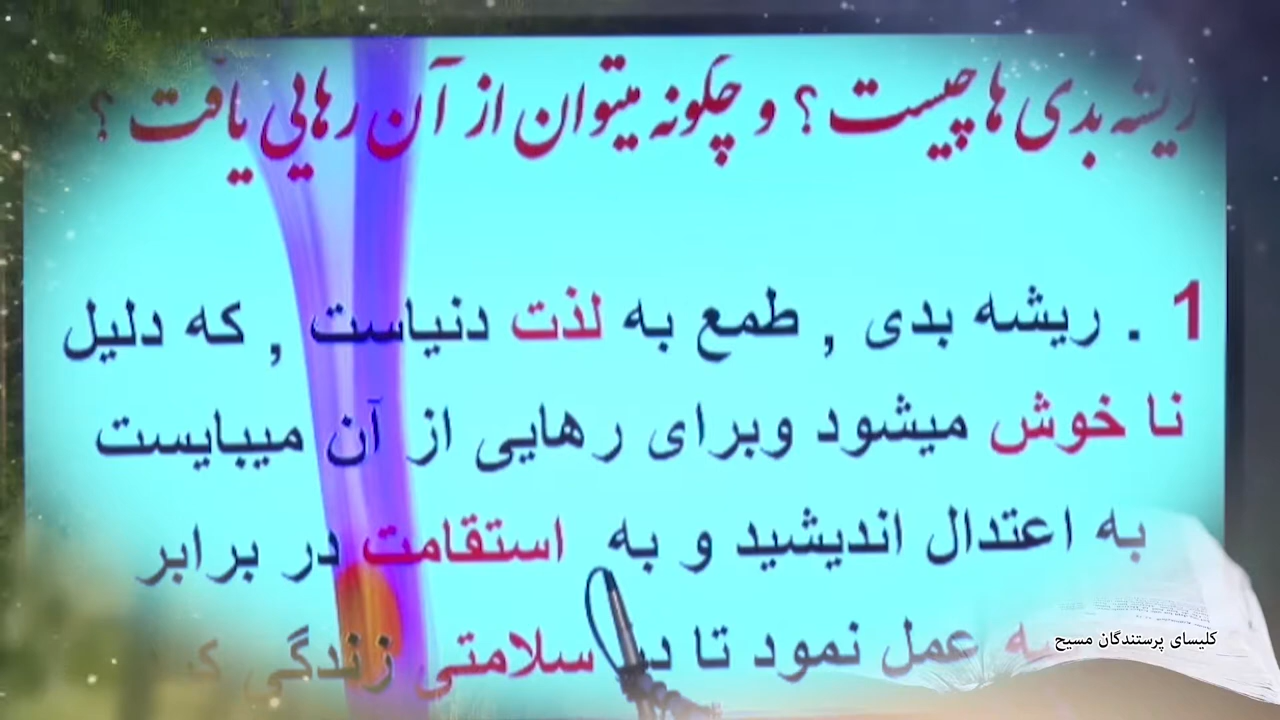 ریشه بدی ها چیست ؟ و چگونه میتوان از آن رهایی یافت ؟
1 . ریشه بدی , طمع به لذت دنیاست , که دلیل
نا خوش میشود وبرای رهایی از آن میبایست
به اعتدال اندیشید و به استقامت در برابر
عمل نمود تا در سلامتی زندگی
کلیسای پرستندگان مسیح